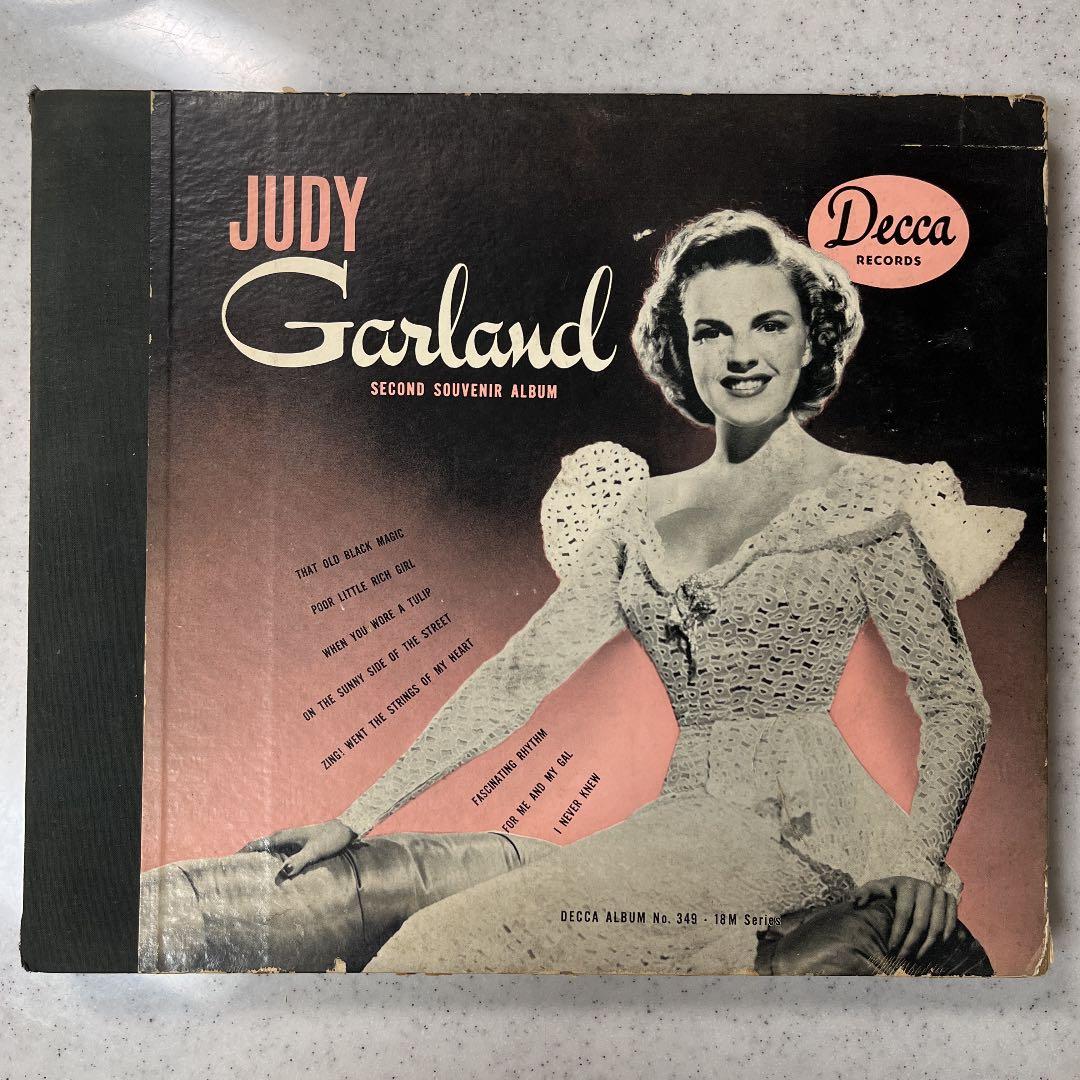 JUDY
Garland
SECOND SOUVENIR ALBUM
Decca
RECORDS
THAT OLD BLACK MAGIC
POOR LITTLE RICH GIRL
WHEN YOU WORE A TULIP
ON THE SUNNY SIDE OF THE STREET
ZING! WENT THE STRINGS OF MY HEART
FASCINATING RHYTHM
FOR ME AND MY GAL
I NEVER KNEW
DECCA ALBUM No. 349 - 18M Series